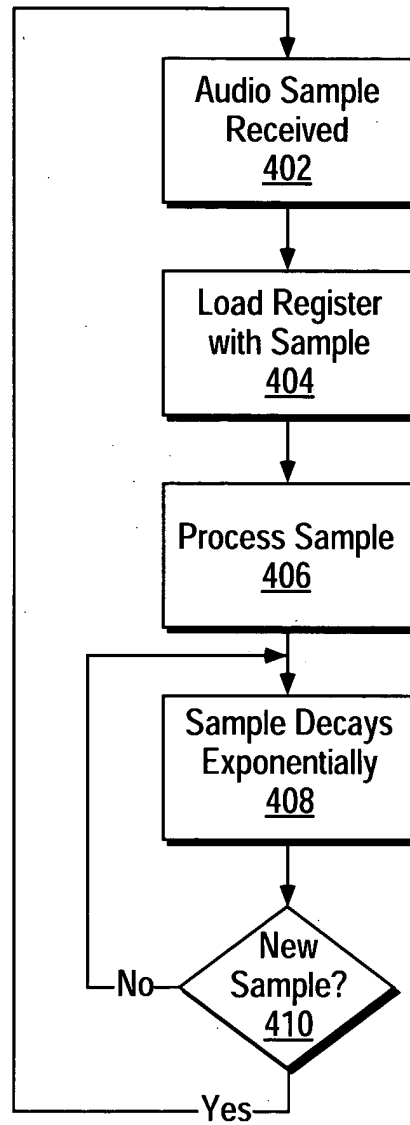 Audio Sample
Received
402
Load Register
with Sample
404
Process Sample
406
Sample Decays
Exponentially
408
New
Sample?
410
No
Yes